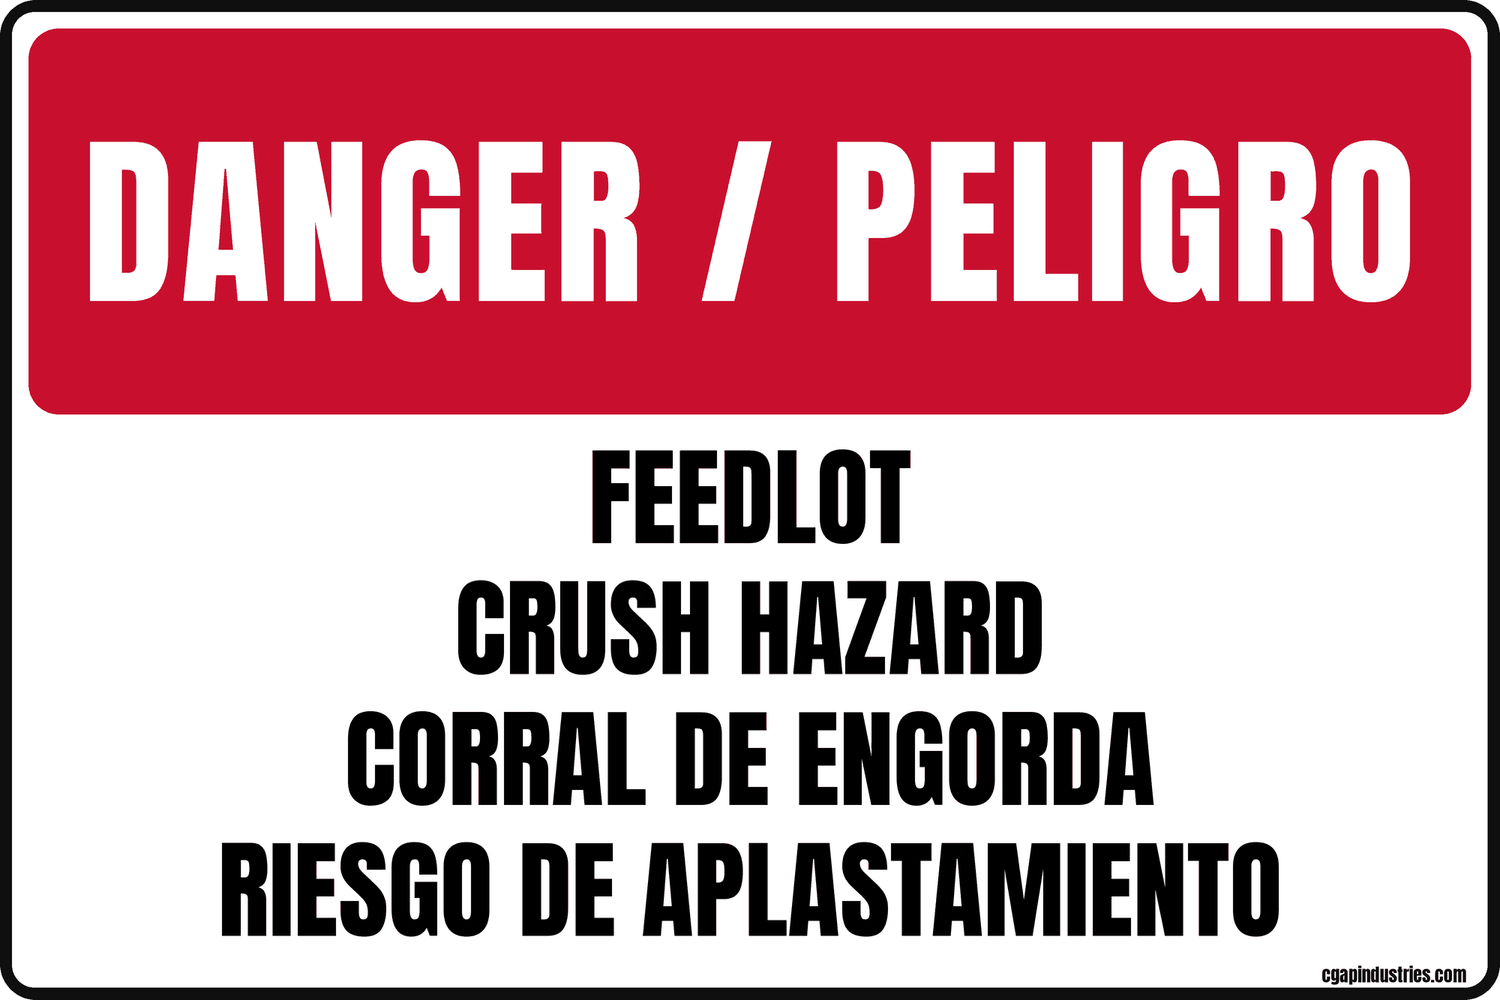 DANGER / PELIGRO
FEEDLOT
CRUSH HAZARD
CORRAL DE ENGORDA
RIESGO DE APLASTAMIENTO
cgapindustries.com